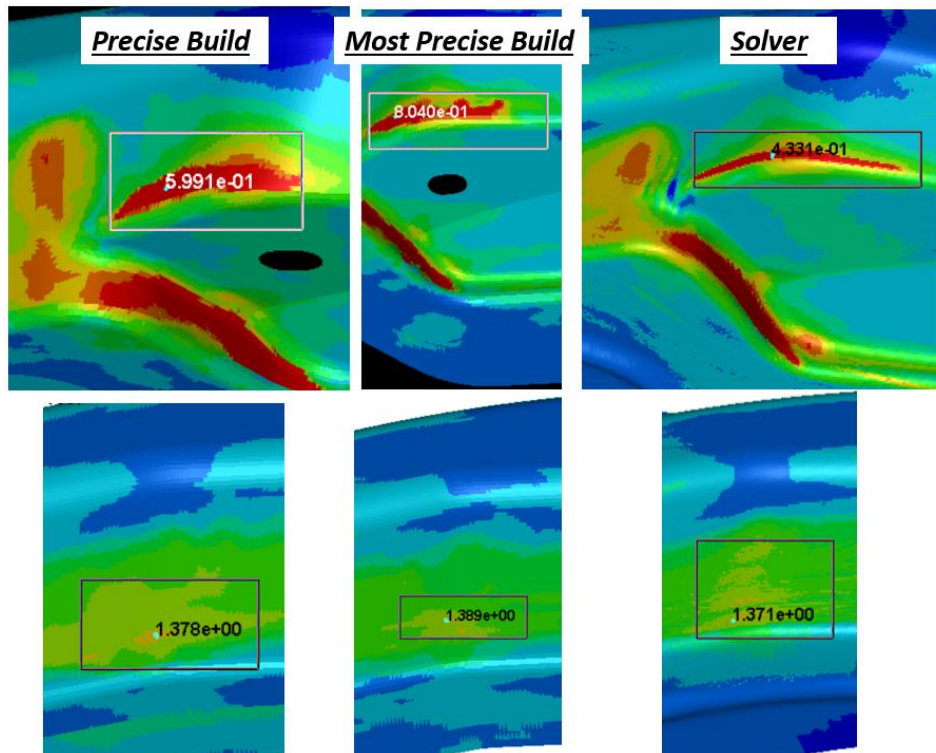 Precise Build
Most Precise Build
Solver
5.991e-01
8.040e-01
4.331e-01
1.378e+00
1.389e+00
1.371e+00